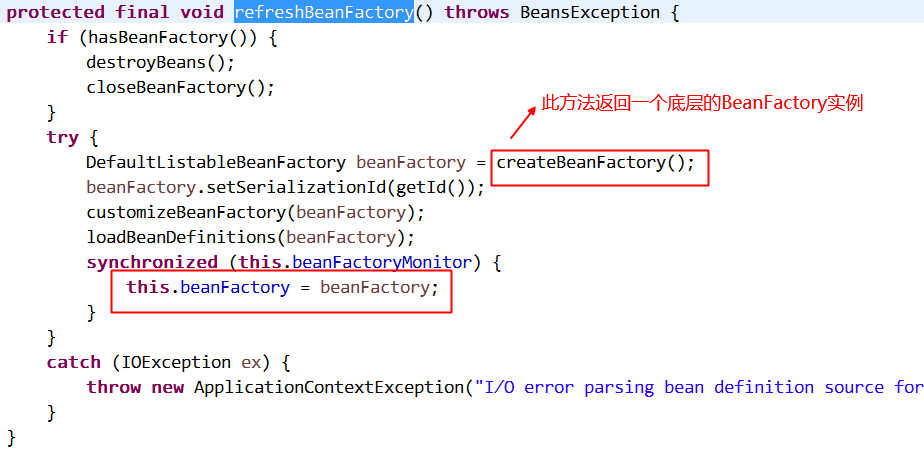 protected final void refreshBeanFactory() throws BeansException {
if (hasBeanFactory()) {
destroyBeans();
closeBeanFactory();
}
此方法返回一个底层的BeanFactory实例
try {
DefaultListableBeanFactory beanFactory = createBeanFactory();
beanFactory.setSerializationId(getId());
customizeBeanFactory(beanFactory);
loadBeanDefinitions(beanFactory);
synchronized (this.beanFactoryMonitor) {
this.beanFactory = beanFactory;
}
}
catch (IOException ex) {
throw new ApplicationContextException("I/O error parsing bean definition source for
}
}